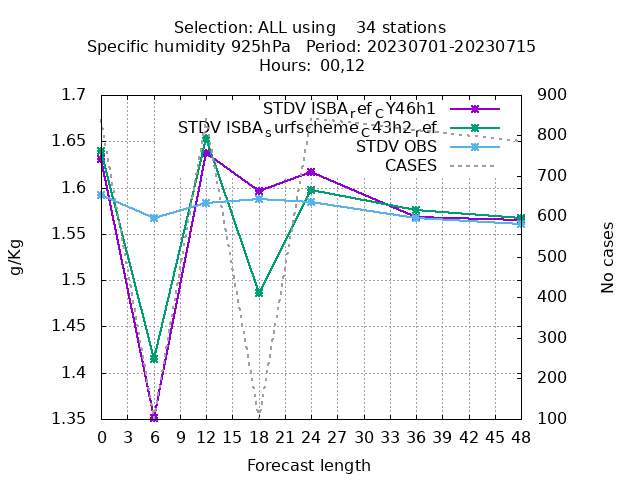 Selection: ALL using    34 stations
Specific humidity 925hPa   Period: 20230701-20230715
Hours:  00,12
1.7
1.65
1.6
1.55
1.5
1.45
1.4
1.35
g/Kg
STDV ISBA_ref_CY46h1
STDV ISBA_surfscheme_C43h2_ref
STDV OBS
CASES
900
800
700
600
500
400
300
200
100
No cases
0 3 6 9 12 15 18 21 24 27 30 33 36 39 42 45 48
Forecast length